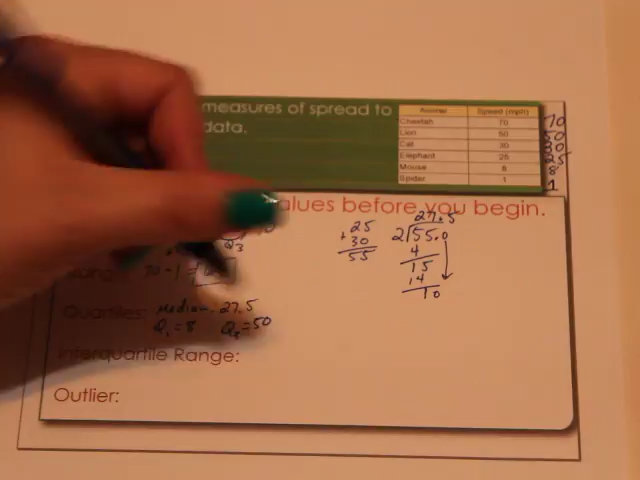 measures of spread to
data.
Animal Speed (mph)
Cheetah 70 70
Lion 50 50
Cat 30 30
Elephant 25 25
Mouse 8 8
Spider 1 1
alues before you begin.
Q3
25
+ 30
55
27.5
2 55.0
4
15
14
10
Quartiles: Median - 27.5
Q1 = 8 Q3 = 50
Interquartile Range:
Outlier: